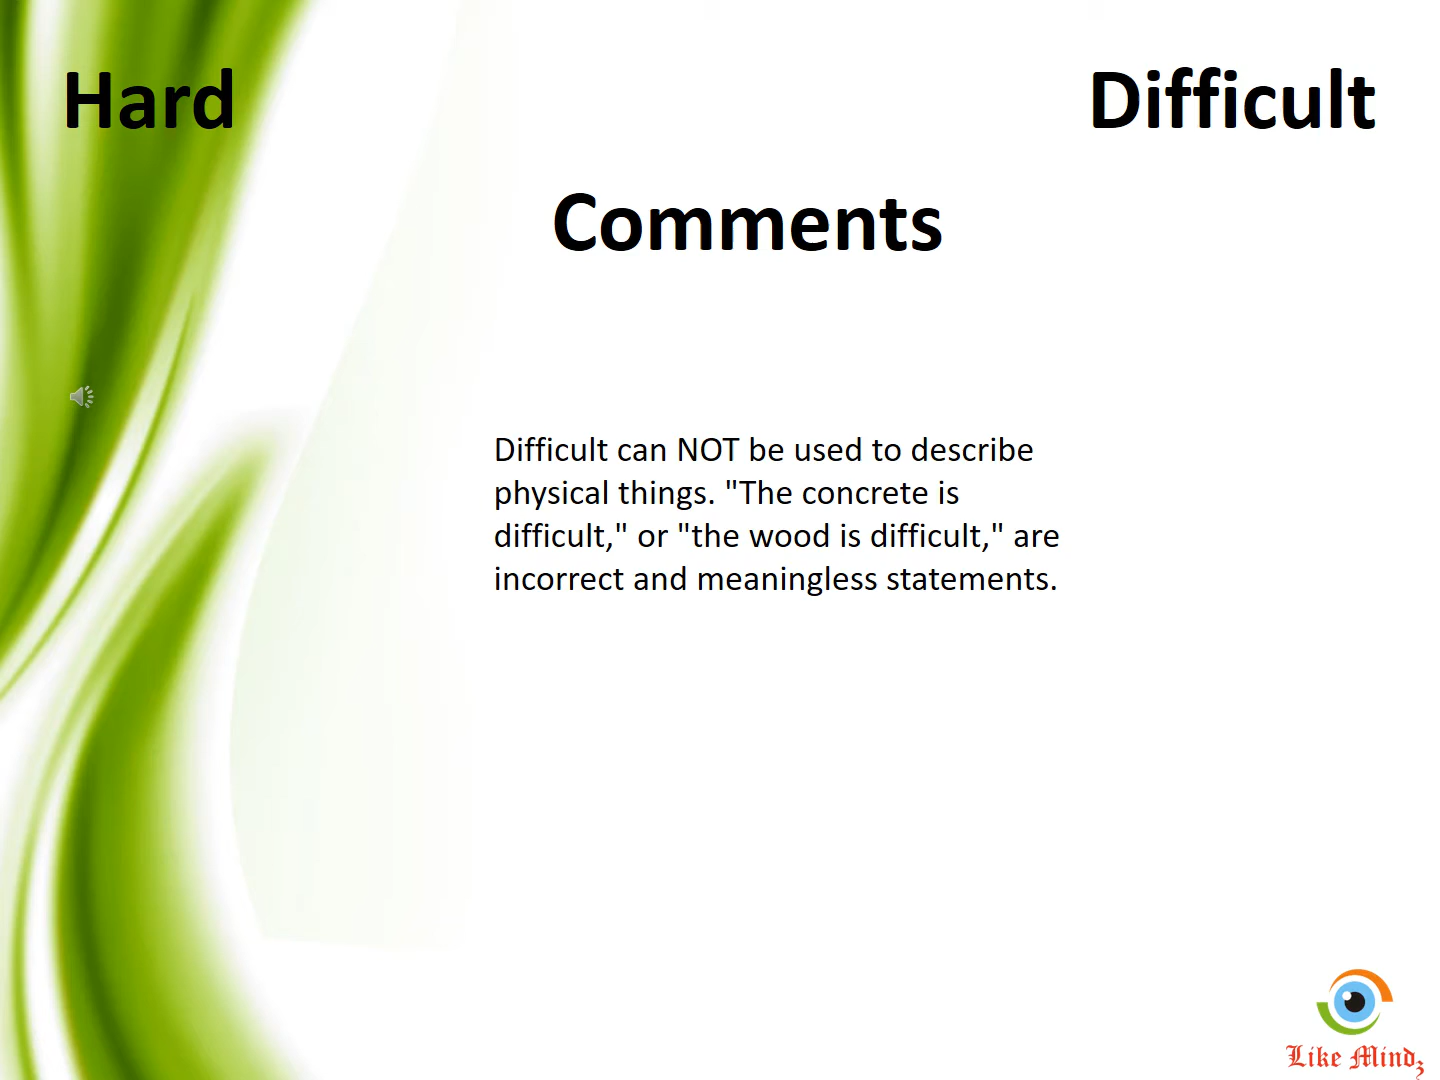 Hard
Difficult
Comments
Difficult can NOT be used to describe
physical things. "The concrete is
difficult," or "the wood is difficult," are
incorrect and meaningless statements.
Like Mindz